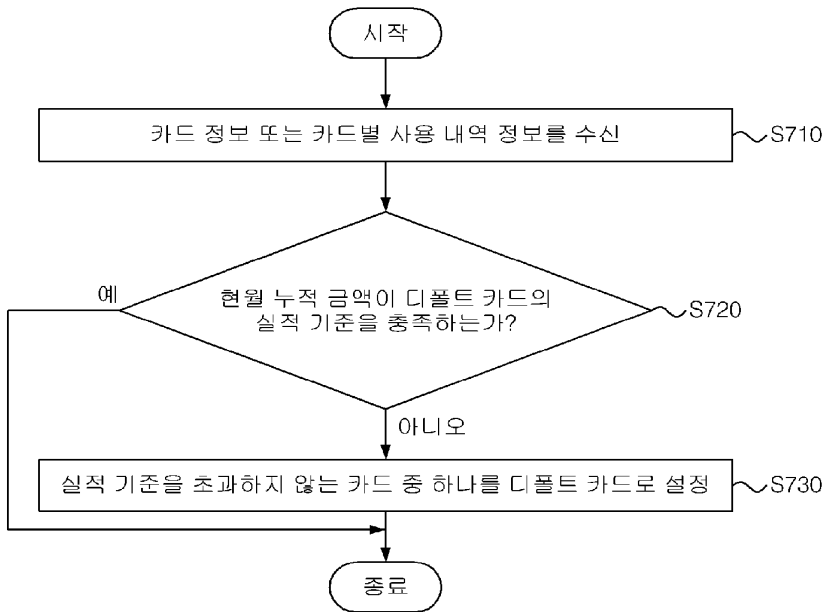 시작
카드 정보 또는 카드별 사용 내역 정보를 수신
S710
현월 누적 금액이 디폴트 카드의
실적 기준을 충족하는가?
예
S720
아니오
실적 기준을 초과하지 않는 카드 중 하나를 디폴트 카드로 설정
S730
종료